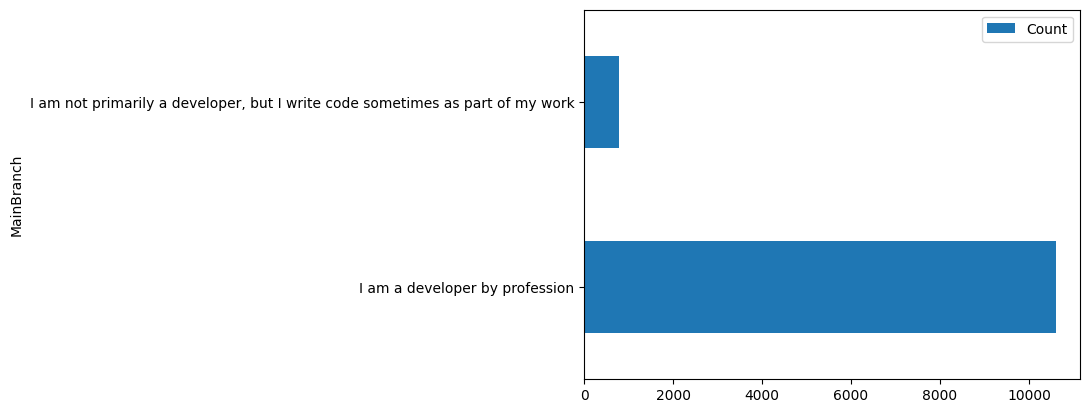 Count
I am not primarily a developer, but I write code sometimes as part of my work
MainBranch
I am a developer by profession
0 2000 4000 6000 8000 10000